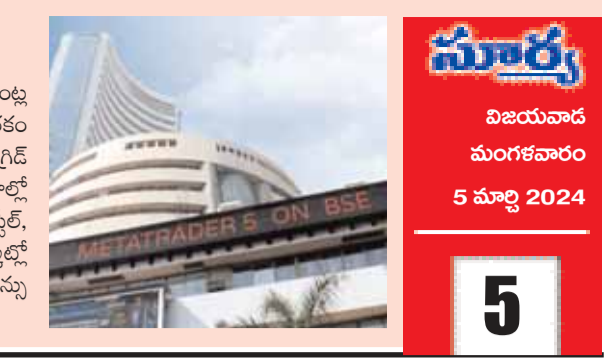 ంట్ల
కం
గ్రిడ్
ల్లో
ట్లో
న్ను
METATRADER 5 ON BSE
సూర్య
విజయవాడ
మంగళవారం
5 మార్చి 2024
5